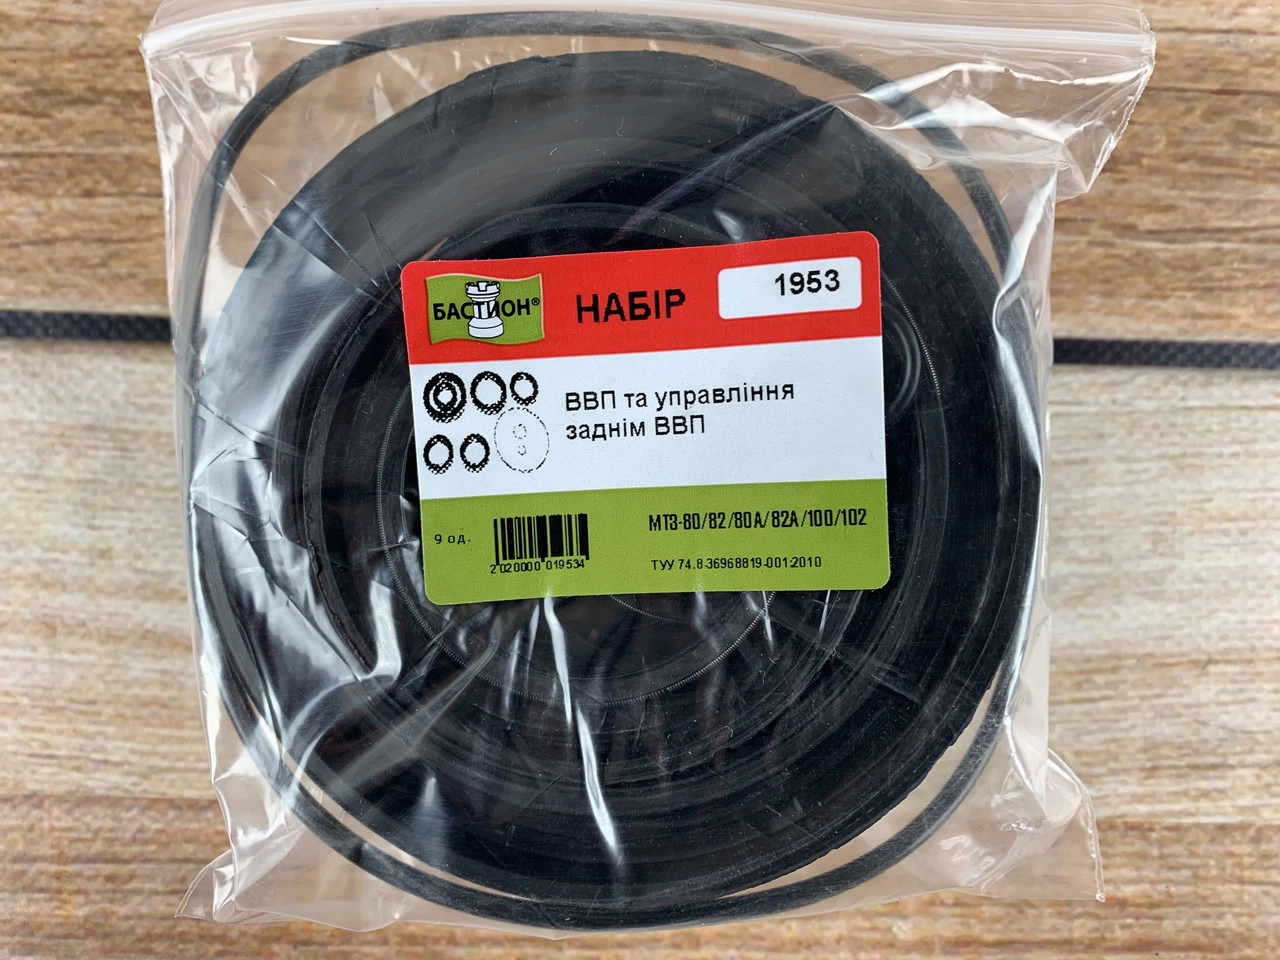 БАСТИОН®
НАБІР
1953
ВВП та управління
заднім ВВП
9 од.
2 020000 019534
МТЗ-80/82/80А/82А/100/102
ТУУ 74.8-36968819-001-2010